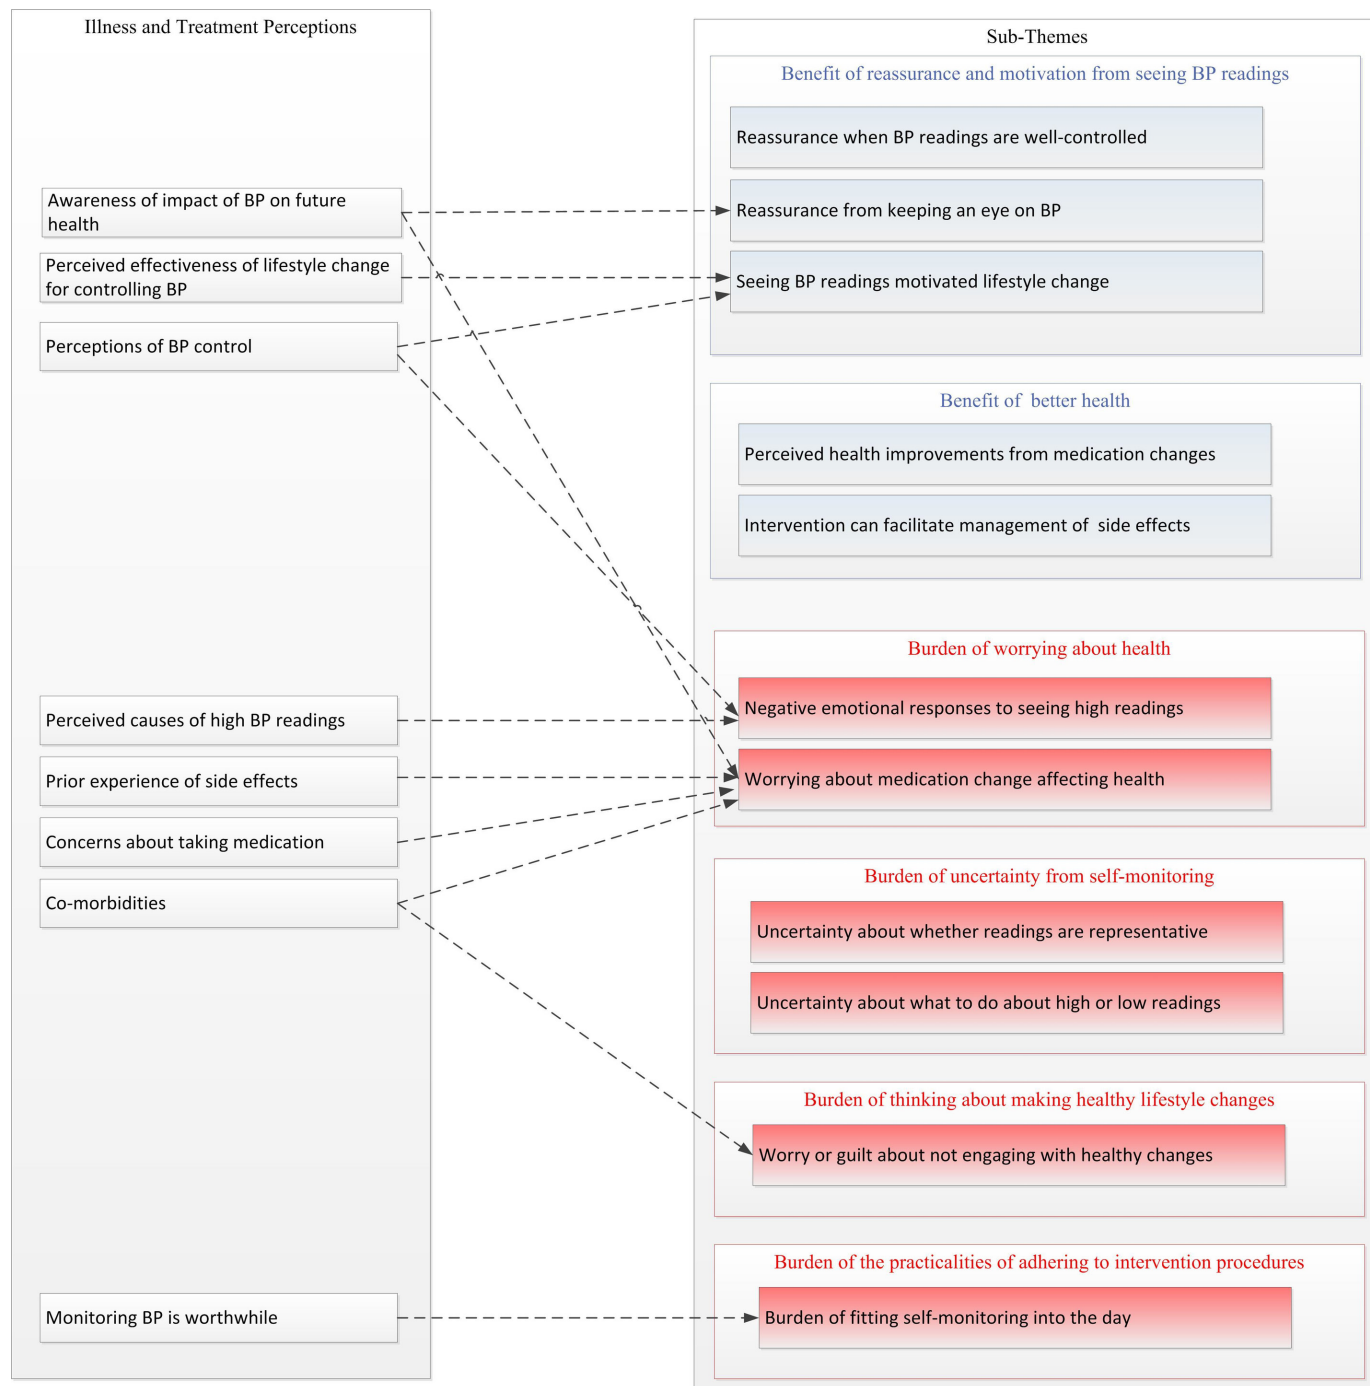 Illness and Treatment Perceptions
Awareness of impact of BP on future
health
Perceived effectiveness of lifestyle change
for controlling BP
Perceptions of BP control
Perceived causes of high BP readings
Prior experience of side effects
Concerns about taking medication
Co-morbidities
Monitoring BP is worthwhile
Sub-Themes
Benefit of reassurance and motivation from seeing BP readings
Reassurance when BP readings are well-controlled
Reassurance from keeping an eye on BP
Seeing BP readings motivated lifestyle change
Benefit of better health
Perceived health improvements from medication changes
Intervention can facilitate management of side effects
Burden of worrying about health
Negative emotional responses to seeing high readings
Worrying about medication change affecting health
Burden of uncertainty from self-monitoring
Uncertainty about whether readings are representative
Uncertainty about what to do about high or low readings
Burden of thinking about making healthy lifestyle changes
Worry or guilt about not engaging with healthy changes
Burden of the practicalities of adhering to intervention procedures
Burden of fitting self-monitoring into the day